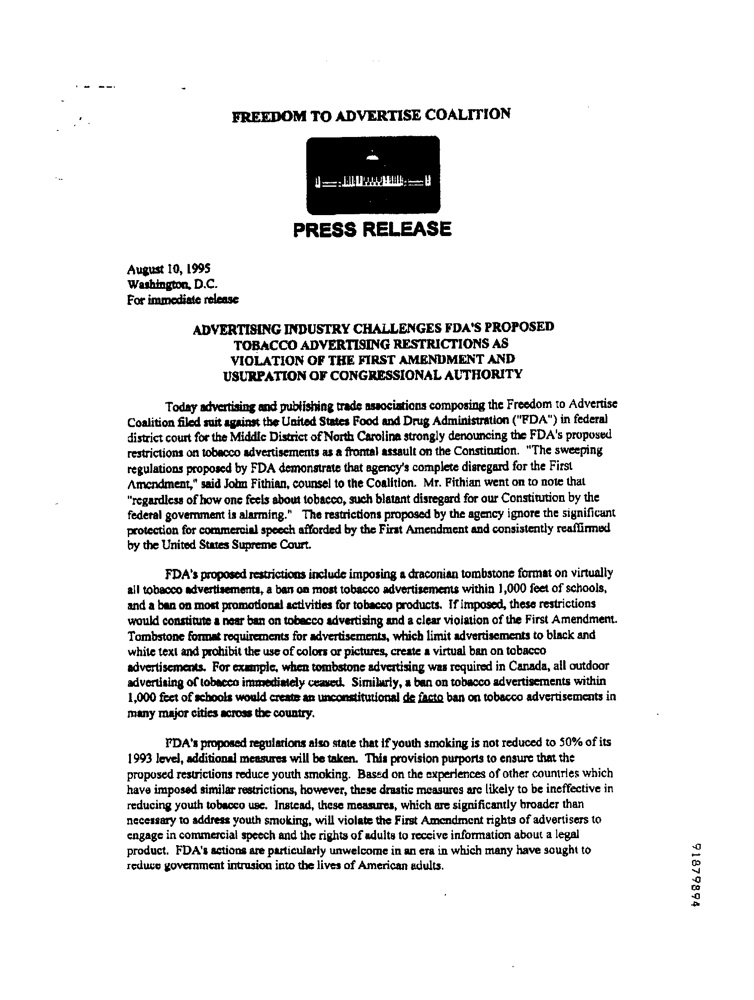 FREEDOM TO ADVERTISE COALITION
PRESS RELEASE
August 10, 1995
Washington, D.C.
For immediate release
ADVERTISING INDUSTRY CHALLENGES FDA'S PROPOSED
TOBACCO ADVERTISING RESTRICTIONS AS
VIOLATION OF THE FIRST AMENDMENT AND
USURPATION OF CONGRESSIONAL AUTHORITY
Today advertising and publishing trade associations composing the Freedom to Advertise
Coalition filed suit against the United States Food and Drug Administration ("FDA") in federal
district court for the Middle District of North Carolina strongly denouncing the FDA's proposed
restrictions on tobacco advertisements as a frontal assault on the Constitution. "The sweeping
regulations proposed by FDA demonstrate that agency's complete disregard for the First
Amendment," said John Fithian, counsel to the Coalition. Mr. Fithian went on to note that
"regardless of how one feels about tobacco, such blatant disregard for our Constitution by the
federal government is alarming." The restrictions proposed by the agency ignore the significant
protection for commercial speech afforded by the First Amendment and consistently reaffirmed
by the United States Supreme Court.
FDA's proposed restrictions include imposing a draconian tombstone format on virtually
all tobacco advertisements, a ban on most tobacco advertisements within 1,000 feet of schools,
and a ban on most promotional activities for tobacco products. If imposed, these restrictions
would constitute a near ban on tobacco advertising and a clear violation of the First Amendment.
Tombstone format requirements for advertisements, which limit advertisements to black and
white text and prohibit the use of colors or pictures, create a virtual ban on tobacco
advertisements. For example, when tombstone advertising was required in Canada, all outdoor
advertising of tobacco immediately ceased. Similarly, a ban on tobacco advertisements within
1,000 feet of schools would create an unconstitutional de facto ban on tobacco advertisements in
many major cities across the country.
FDA's proposed regulations also state that if youth smoking is not reduced to 50% of its
1993 level, additional measures will be taken. This provision purports to ensure that the
proposed restrictions reduce youth smoking. Based on the experiences of other countries which
have imposed similar restrictions, however, these drastic measures are likely to be ineffective in
reducing youth tobacco use. Instead, these measures, which are significantly broader than
necessary to address youth smoking, will violate the First Amendment rights of advertisers to
engage in commercial speech and the rights of adults to receive information about a legal
product. FDA's actions are particularly unwelcome in an era in which many have sought to
reduce government intrusion into the lives of American adults.
91879894